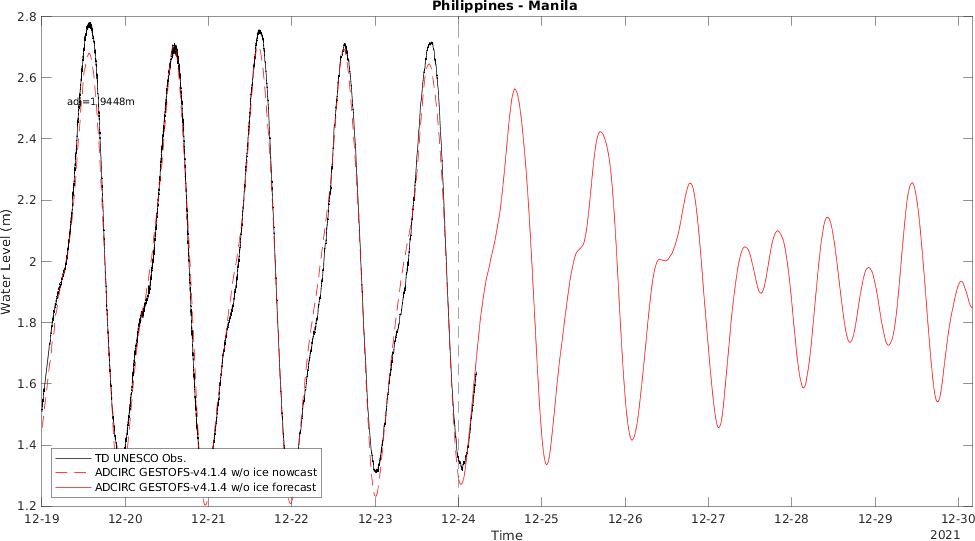 Philippines - Manila
2.8
2.6
adj=1.9448m
2.4
2.2
2
1.8
1.6
1.4
1.2
Water Level (m)
TD UNESCO Obs.
ADCIRC GESTOFS-v4.1.4 w/o ice nowcast
ADCIRC GESTOFS-v4.1.4 w/o ice forecast
12-19 12-20 12-21 12-22 12-23 12-24 12-25 12-26 12-27 12-28 12-29 12-30
Time
2021